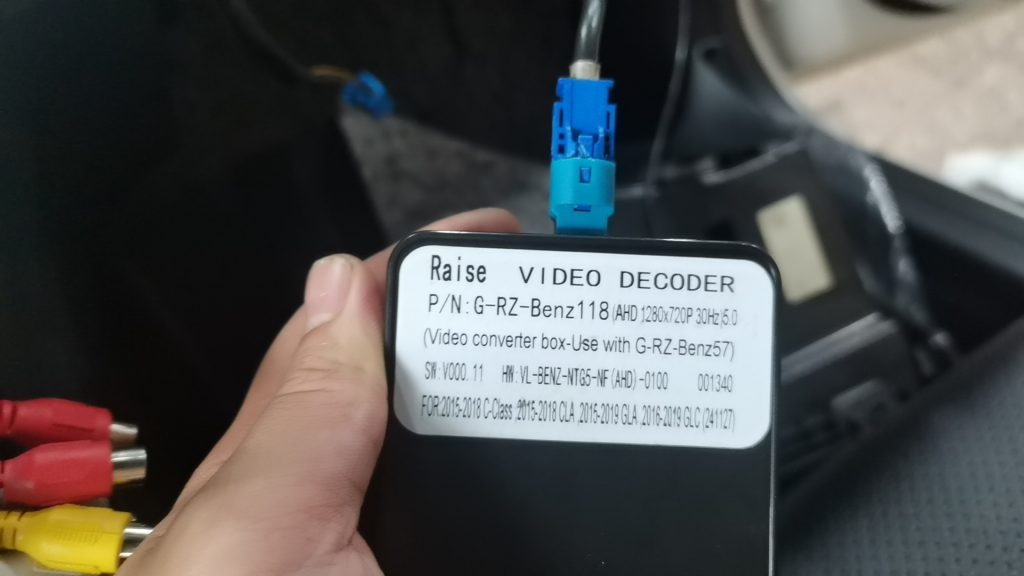 Raise VIDEO DECODER
P/N: G-RZ-Benz118 (AHD 1280x720P 30Hz)5.0
(Video converter box-Use with G-RZ-Benz57)
SW: V000.11 HW: VL-BENZ-NTG5-NF(AHD)-0100 001340
FOR:2015-2018 C-Class ,2015-2018 CLA ,2015-2019 GLA ,2016-2019 GLC (241127)